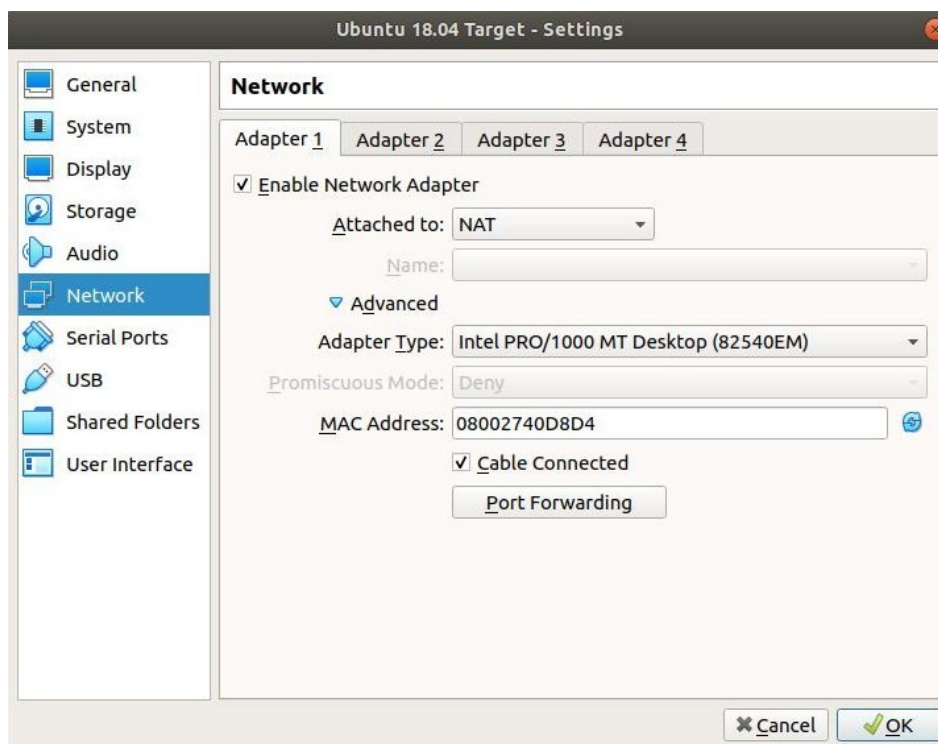 Ubuntu 18.04 Target - Settings
General
System
Display
Storage
Audio
Network
Serial Ports
USB
Shared Folders
User Interface
Network
Adapter 1 Adapter 2 Adapter 3 Adapter 4
Enable Network Adapter
Attached to: NAT
Name:
Advanced
Adapter Type: Intel PRO/1000 MT Desktop (82540EM)
Promiscuous Mode: Deny
MAC Address: 08002740D8D4
Cable Connected
Port Forwarding
Cancel OK